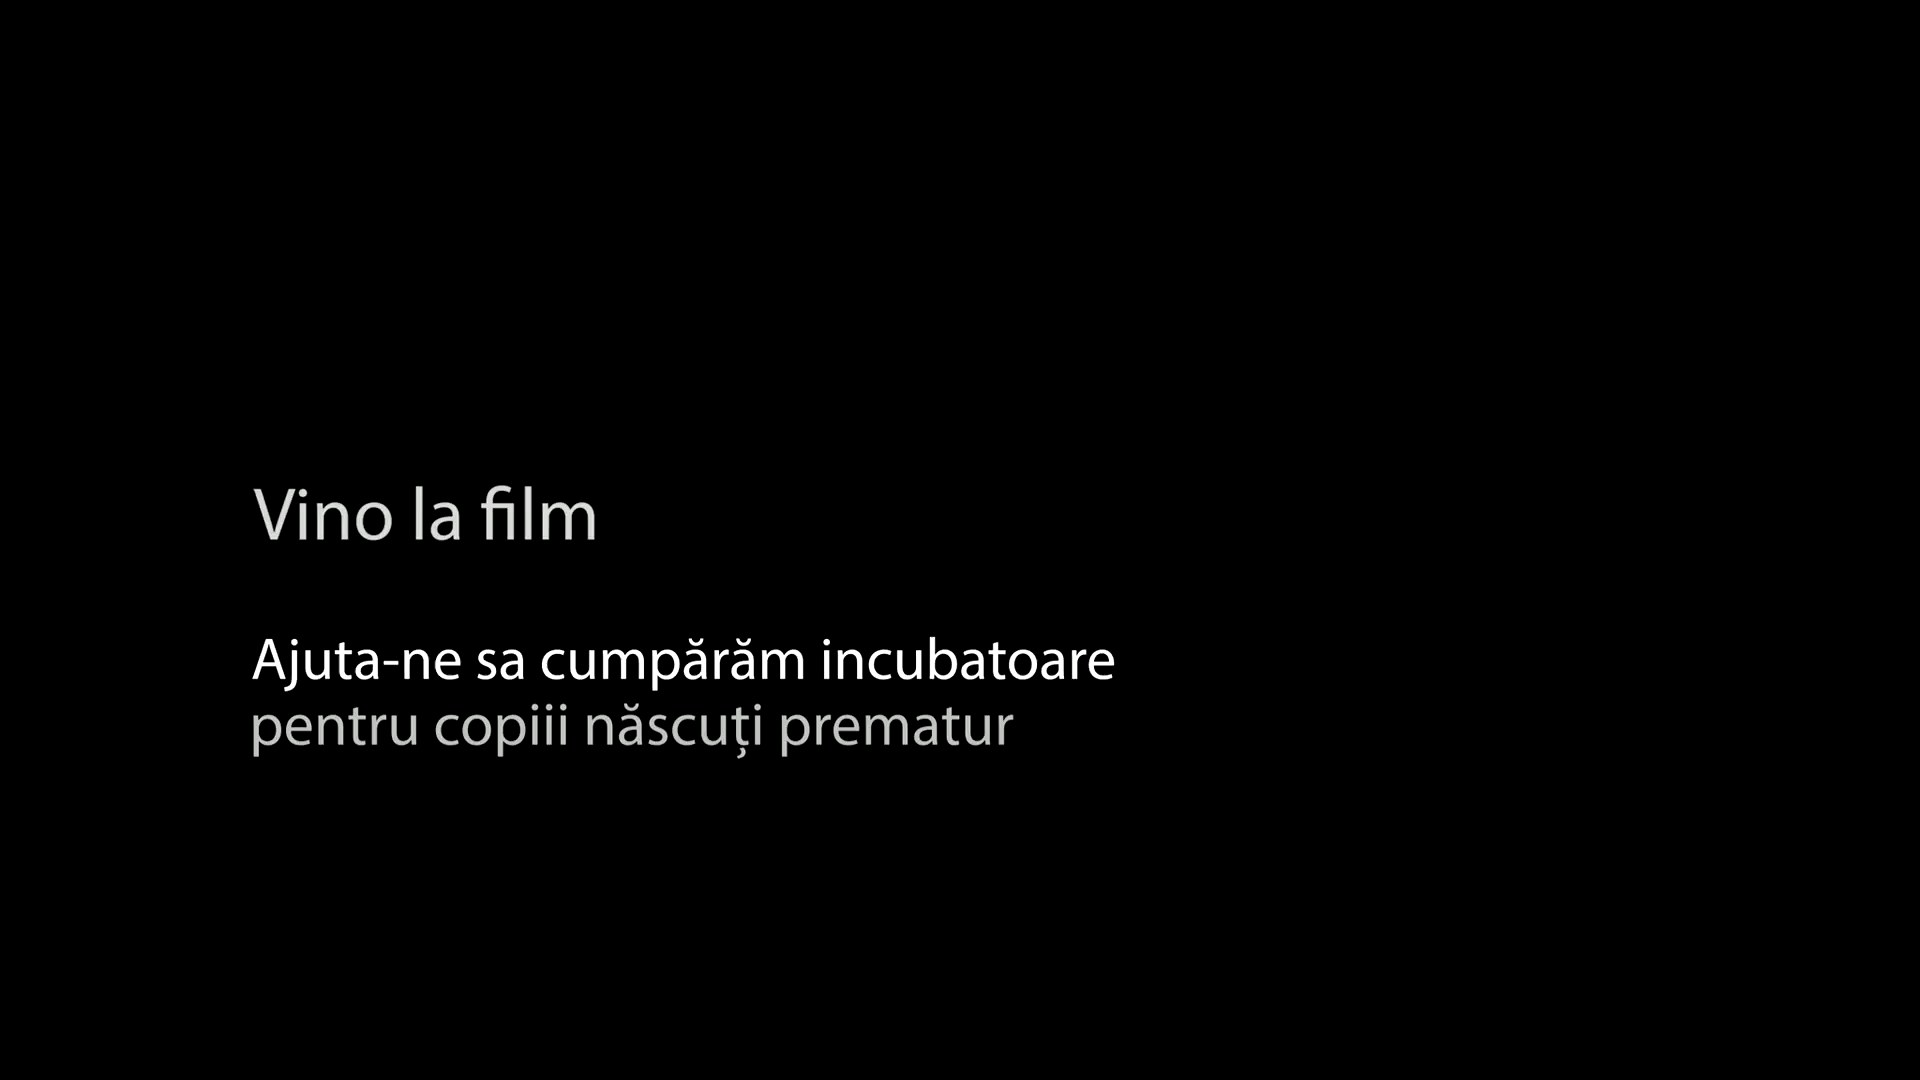 Vino la film
Ajuta-ne sa cumpărăm incubatoare
pentru copiii născuți prematur